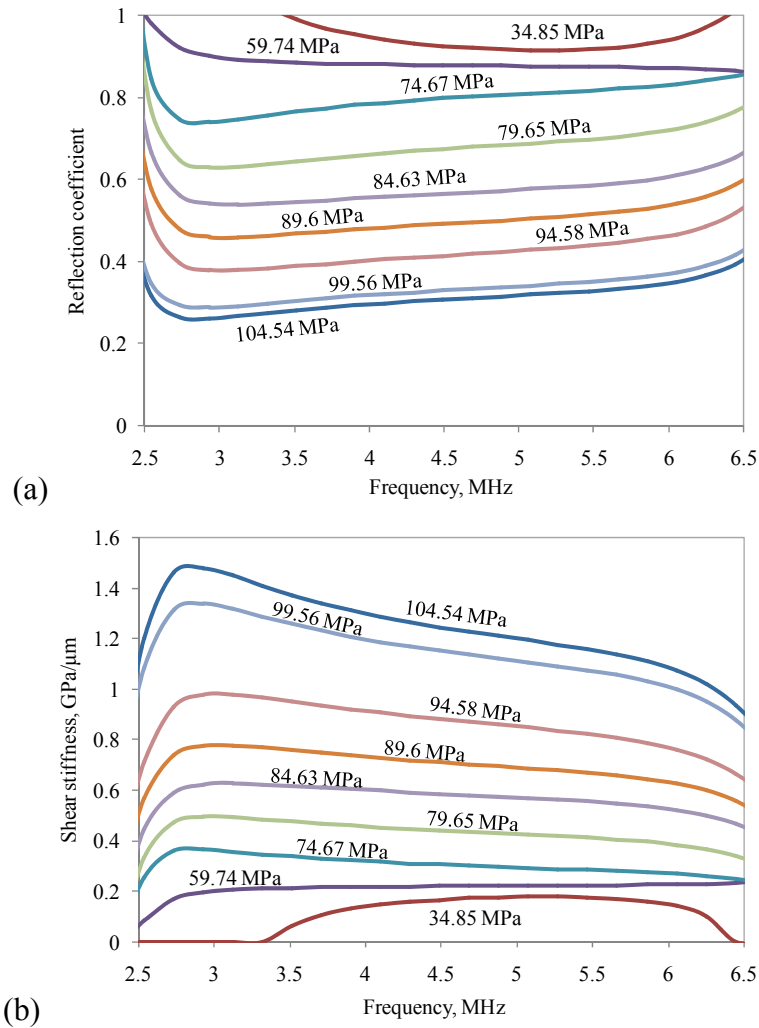 1
34.85 MPa
59.74 MPa
74.67 MPa
0.8
79.65 MPa
84.63 MPa
0.6
89.6 MPa
94.58 MPa
0.4
99.56 MPa
104.54 MPa
0.2
0
Reflection coefficient
2.5 3 3.5 4 4.5 5 5.5 6 6.5
(a)
Frequency, MHz
1.6
1.4
104.54 MPa
99.56 MPa
1.2
1
94.58 MPa
0.8
89.6 MPa
84.63 MPa
0.6
79.65 MPa
0.4
74.67 MPa
59.74 MPa
0.2
34.85 MPa
0
Shear stiffness, GPa/μm
2.5 3 3.5 4 4.5 5 5.5 6 6.5
(b)
Frequency, MHz